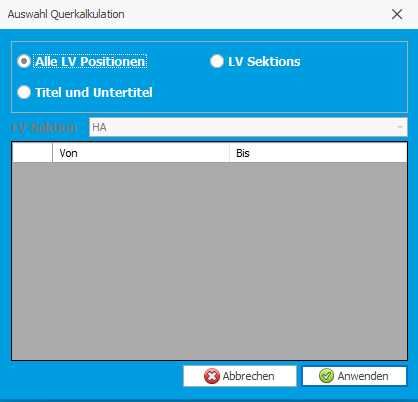 Auswahl Querkalkulation
Alle LV Positionen
LV Sektions
Titel und Untertitel
LV Sektion
HA
Von
Bis
Abbrechen
Anwenden